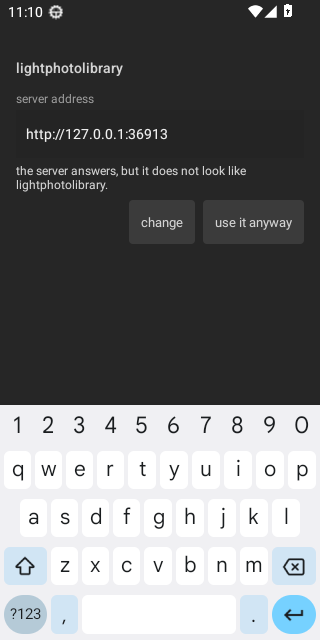 11:10
lightphotolibrary
server address
http://127.0.0.1:36913
the server answers, but it does not look like
lightphotolibrary.
change
use it anyway
1 2 3 4 5 6 7 8 9 0
q w e r t y u i o p
a s d f g h j k l
z x c v b n m
?123 , .